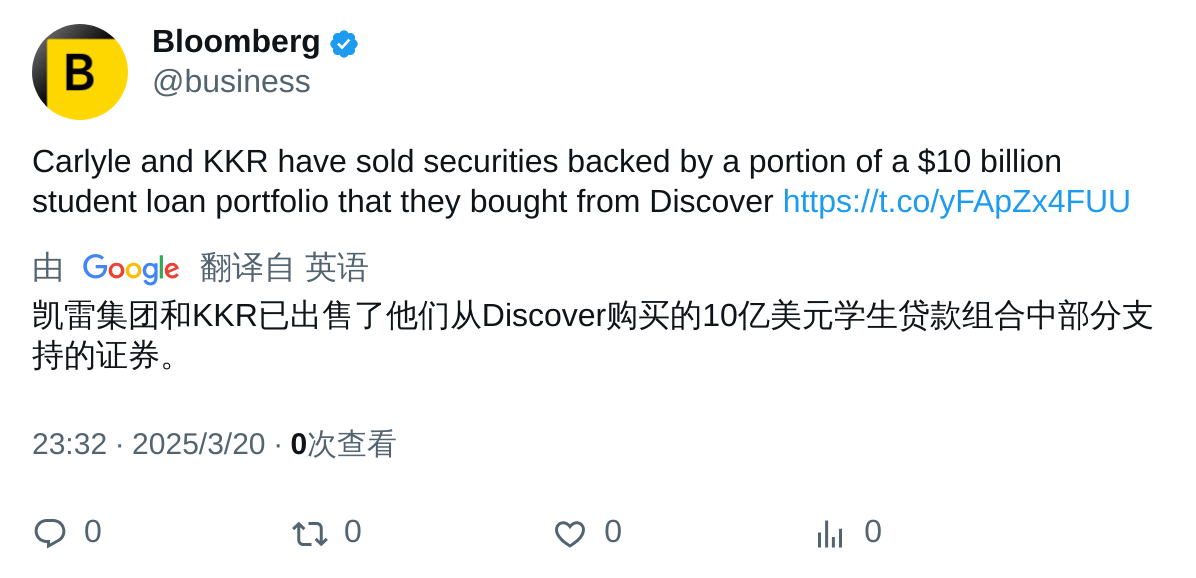 B
Bloomberg
@business
Carlyle and KKR have sold securities backed by a portion of a $10 billion
student loan portfolio that they bought from Discover https://t.co/yFApZx4FUU
由 Google 翻译自 英语
凯雷集团和KKR已出售了他们从Discover购买的10亿美元学生贷款组合中部分支
持的证券。
23:32 · 2025/3/20 · 0次查看
0 0 0 0